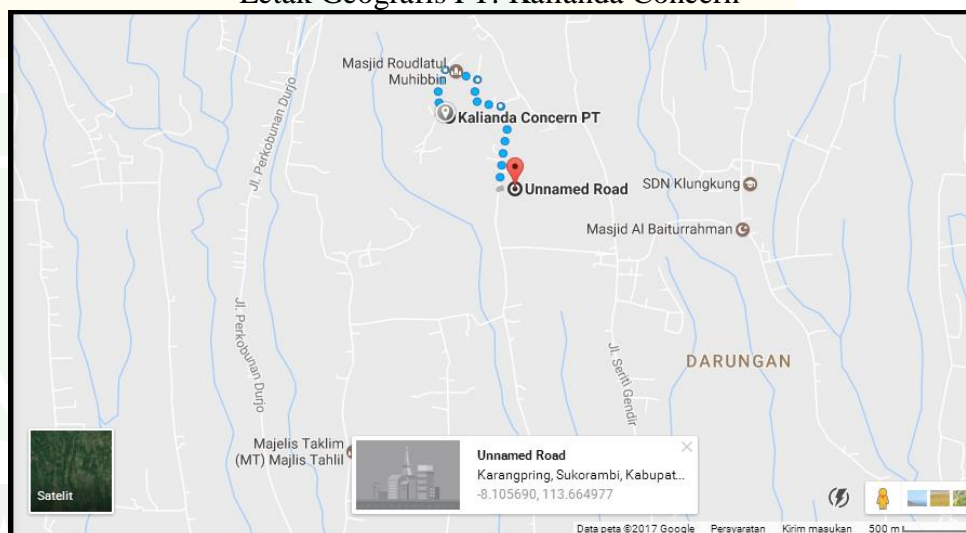 Letak Geografis PT. Kalianda Concern
Masjid Roudlatul
Muhibbin
Kalianda Concern PT
Jl. Perkobunan Durjo
Unnamed Road
SDN Klungkung
Masjid Al Baiturrahman
Jl. Perkobunan Durjo
Jl. Seriti Gendir
DARUNGAN
Majelis Taklim
(MT) Majlis Tahlil
Unnamed Road
Karangpring, Sukorambi, Kabupat...
-8.105690, 113.664977
Satelit
Data peta ©2017 Google Persyaratan Kirim masukan 500 m